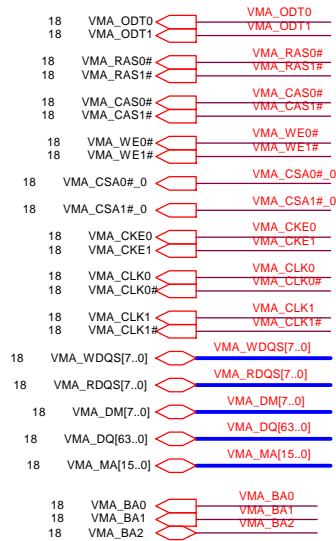 18 VMA_ODT0 VMA_ODT0
18 VMA_ODT1 VMA_ODT1
18 VMA_RAS0# VMA_RAS0#
18 VMA_RAS1# VMA_RAS1#
18 VMA_CAS0# VMA_CAS0#
18 VMA_CAS1# VMA_CAS1#
18 VMA_WE0# VMA_WE0#
18 VMA_WE1# VMA_WE1#
18 VMA_CSA0#_0 VMA_CSA0#_0
18 VMA_CSA1#_0 VMA_CSA1#_0
18 VMA_CKE0 VMA_CKE0
18 VMA_CKE1 VMA_CKE1
18 VMA_CLK0 VMA_CLK0
18 VMA_CLK0# VMA_CLK0#
18 VMA_CLK1 VMA_CLK1
18 VMA_CLK1# VMA_CLK1#
18 VMA_WDQS[7..0] VMA_WDQS[7..0]
18 VMA_RDQS[7..0] VMA_RDQS[7..0]
18 VMA_DM[7..0] VMA_DM[7..0]
18 VMA_DQ[63..0] VMA_DQ[63..0]
18 VMA_MA[15..0] VMA_MA[15..0]
18 VMA_BA0 VMA_BA0
18 VMA_BA1 VMA_BA1
18 VMA_BA2 VMA_BA2